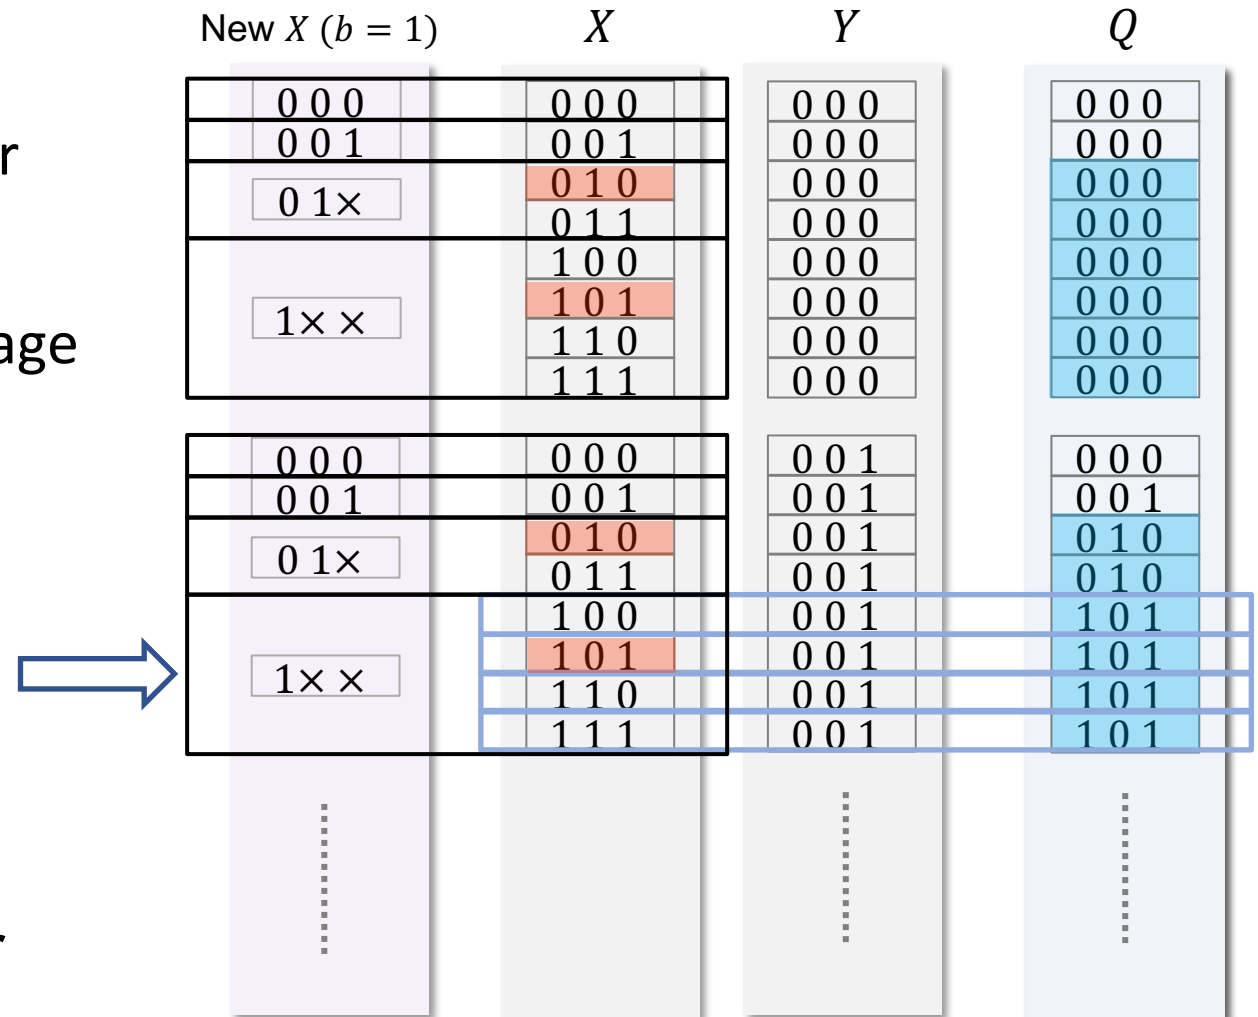 New X (b = 1) X Y Q
0 0 0 0 0 0 0 0 0 0 0 0
0 0 1 0 0 1 0 0 0 0 0 0
r
0 1 0 0 0 0 0 0 0
0 1×
0 1 1 0 0 0 0 0 0
1 0 0 0 0 0 0 0 0
1 0 1 0 0 0 0 0 0
1× ×
age
1 1 0 0 0 0 0 0 0
1 1 1 0 0 0 0 0 0
0 0 0 0 0 0 0 0 1 0 0 0
0 0 1 0 0 1 0 0 1 0 0 1
0 1 0 0 0 1 0 1 0
0 1×
0 1 1 0 0 1 0 1 0
1 0 0 0 0 1 1 0 1
1 0 1 0 0 1 1 0 1
1× ×
1 1 0 0 0 1 1 0 1
1 1 1 0 0 1 1 0 1